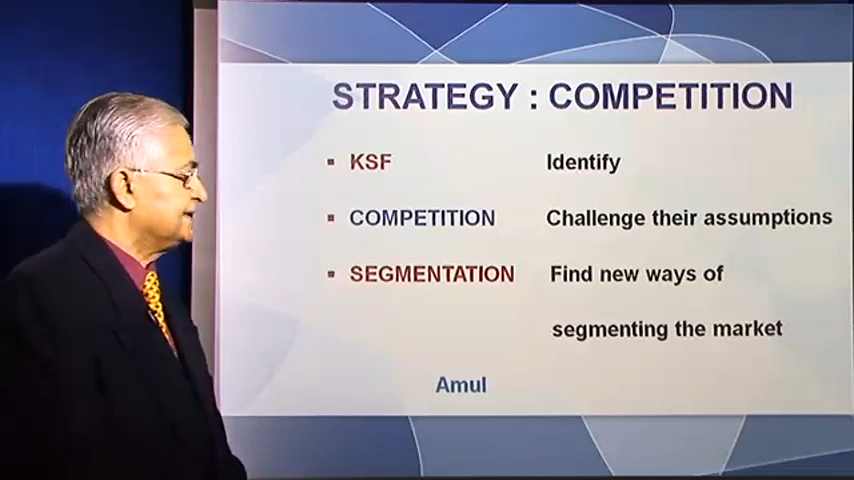 STRATEGY : COMPETITION
▪ KSF Identify
▪ COMPETITION Challenge their assumptions
▪ SEGMENTATION Find new ways of
segmenting the market
Amul